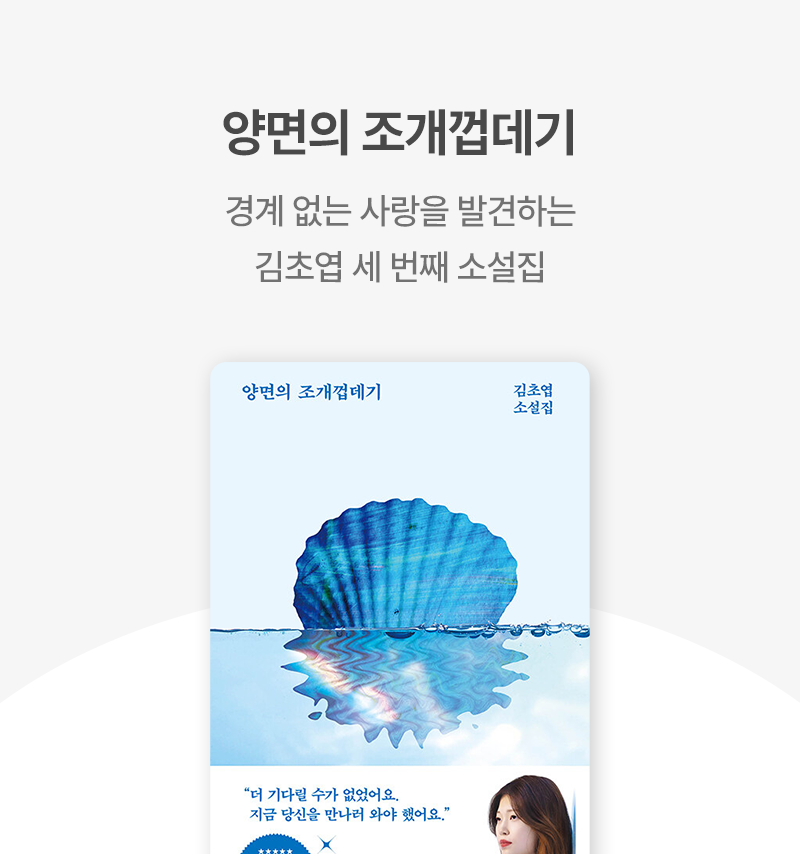 양면의 조개껍데기
경계 없는 사랑을 발견하는
김초엽 세 번째 소설집
양면의 조개껍데기
김초엽
소설집
“더 기다릴 수가 없었어요.
지금 당신을 만나러 와야 했어요.”